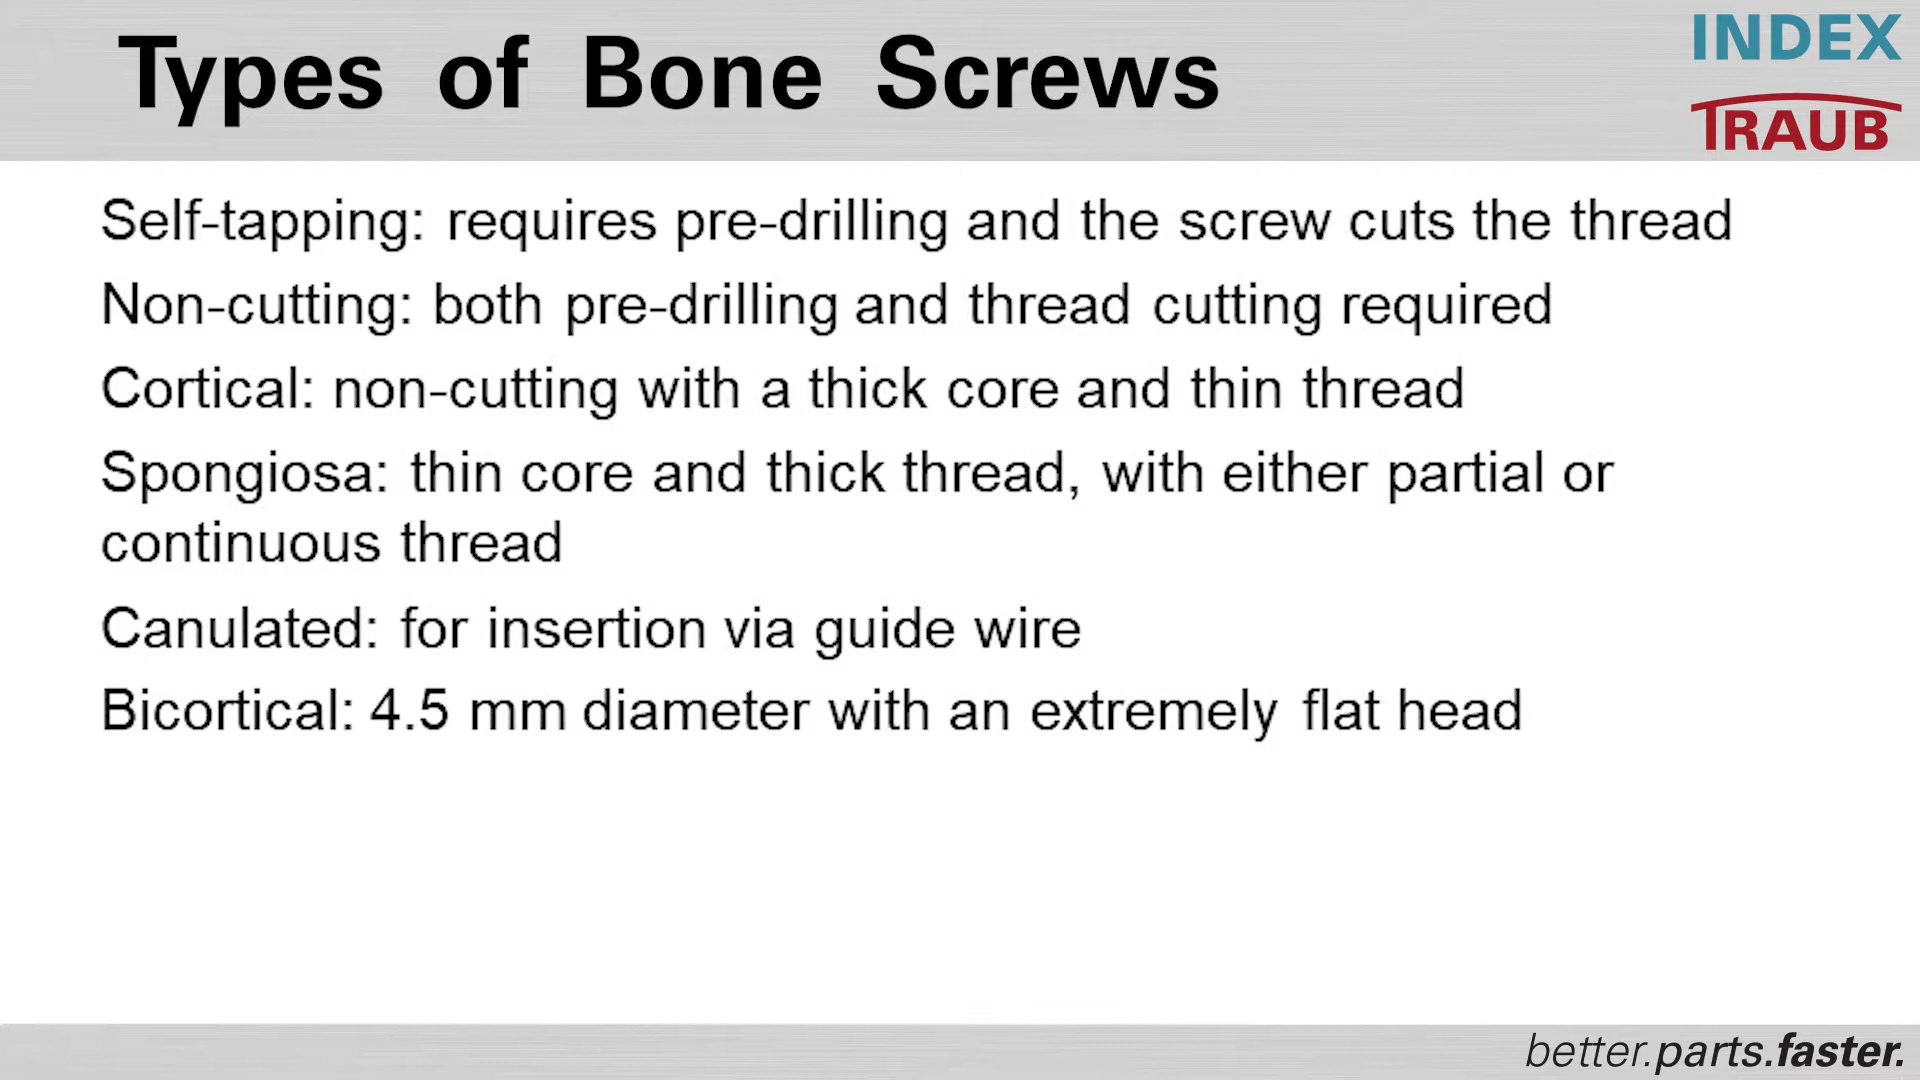 Types of Bone Screws
INDEX
TRAUB
Self-tapping: requires pre-drilling and the screw cuts the thread
Non-cutting: both pre-drilling and thread cutting required
Cortical: non-cutting with a thick core and thin thread
Spongiosa: thin core and thick thread, with either partial or
continuous thread
Canulated: for insertion via guide wire
Bicortical: 4.5 mm diameter with an extremely flat head
better.parts.faster.